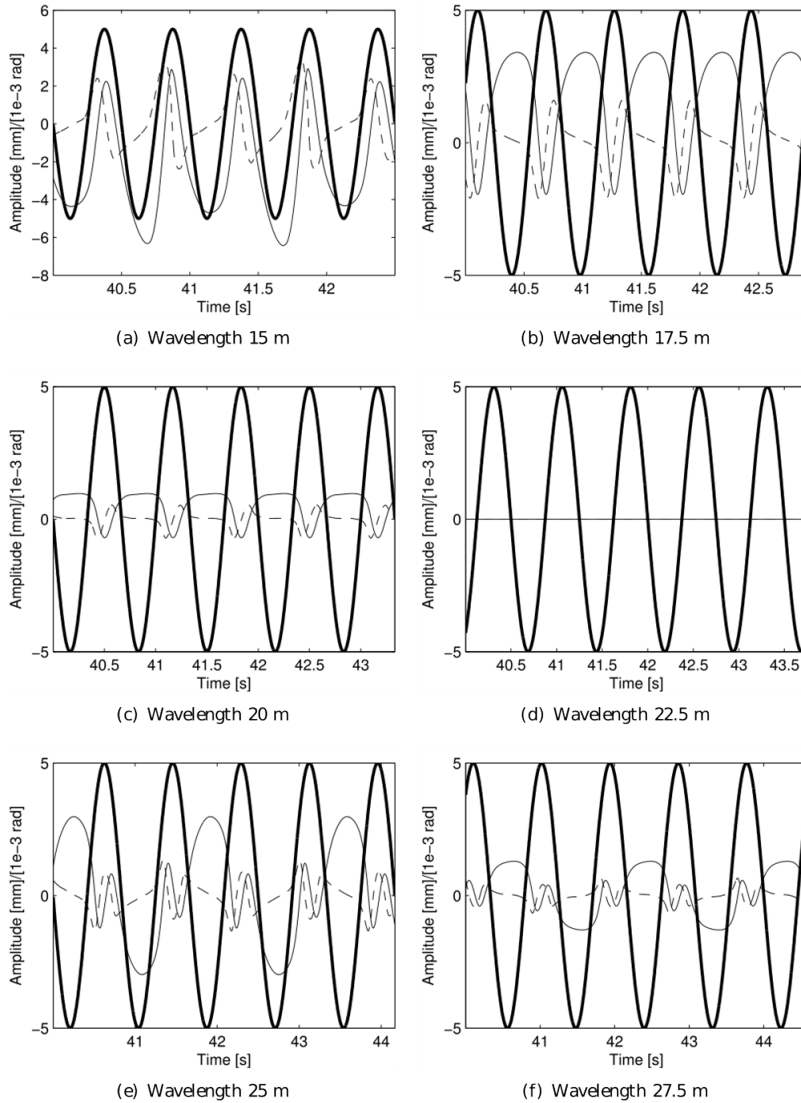 6
4
2
0
−2
−4
−6
−8
Amplitude [mm]/[1e−3 rad]
40.5 41 41.5 42
Time [s]
(a) Wavelength 15 m
5
0
−5
Amplitude [mm]/[1e−3 rad]
40.5 41 41.5 42 42.5
Time [s]
(b) Wavelength 17.5 m
5
0
−5
Amplitude [mm]/[1e−3 rad]
40.5 41 41.5 42 42.5 43
Time [s]
(c) Wavelength 20 m
5
0
−5
Amplitude [mm]/[1e−3 rad]
40.5 41 41.5 42 42.5 43 43.5
Time [s]
(d) Wavelength 22.5 m
5
0
−5
Amplitude [mm]/[1e−3 rad]
41 42 43 44
Time [s]
(e) Wavelength 25 m
5
0
−5
Amplitude [mm]/[1e−3 rad]
41 42 43 44
Time [s]
(f) Wavelength 27.5 m